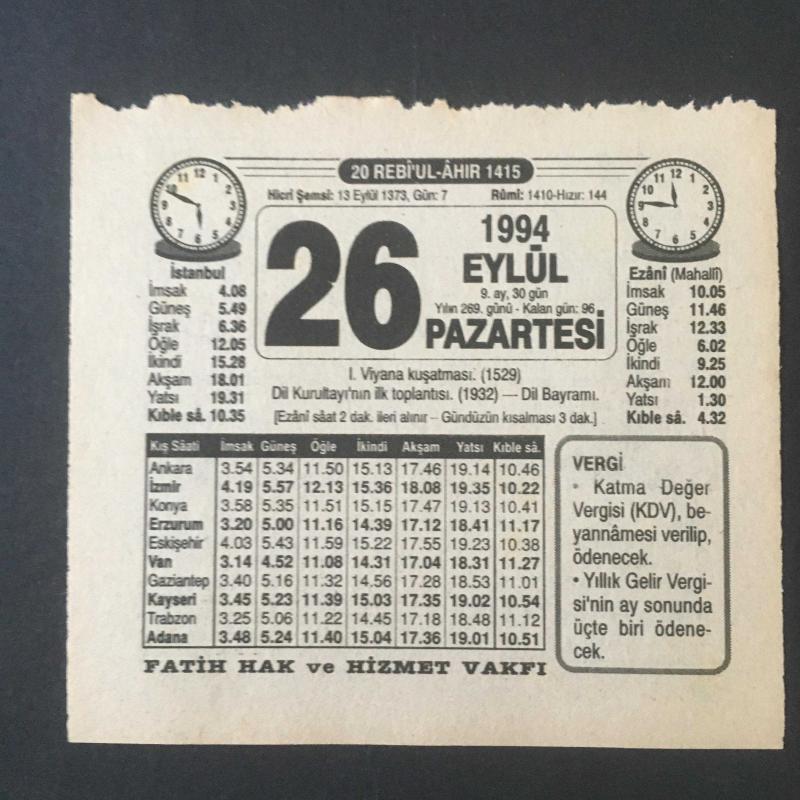 20 REBÎ'UL-ÂHIR 1415
Hicrî Şemsî: 13 Eylül 1373, Gün: 7 Rûmî: 1410-Hızır: 144
26
1994
EYLÜL
9. ay, 30 gün
Yılın 269. günü - Kalan gün: 96
PAZARTESİ
İstanbul
İmsak 4.08
Güneş 5.49
İşrak 6.36
Öğle 12.05
İkindi 15.28
Akşam 18.01
Yatsı 19.31
Kıble sâ. 10.35
Ezânî (Mahallî)
İmsak 10.05
Güneş 11.46
İşrak 12.33
Öğle 6.02
İkindi 9.25
Akşam 12.00
Yatsı 1.30
Kıble sâ. 4.32
I. Viyana kuşatması. (1529)
Dil Kurultayı'nın ilk toplantısı. (1932) — Dil Bayramı.
[Ezânî sâat 2 dak. ileri alınır – Gündüzün kısalması 3 dak.]
Kış Sâati İmsak Güneş Öğle İkindi Akşam Yatsı Kıble sâ.
Ankara 3.54 5.34 11.50 15.13 17.46 19.14 10.46
İzmir 4.19 5.57 12.13 15.36 18.08 19.35 10.22
Konya 3.58 5.35 11.51 15.15 17.47 19.13 10.41
Erzurum 3.20 5.00 11.16 14.39 17.12 18.41 11.17
Eskişehir 4.03 5.43 11.59 15.22 17.55 19.23 10.38
Van 3.14 4.52 11.08 14.31 17.04 18.31 11.27
Gaziantep 3.40 5.16 11.32 14.56 17.28 18.53 11.01
Kayseri 3.45 5.23 11.39 15.03 17.35 19.02 10.54
Trabzon 3.25 5.06 11.22 14.45 17.18 18.48 11.12
Adana 3.48 5.24 11.40 15.04 17.36 19.01 10.51
FATİH HAK ve HİZMET VAKFI
VERGİ
• Katma Değer
Vergisi (KDV), be-
yannâmesi verilip,
ödenecek.
• Yıllık Gelir Vergi-
si'nin ay sonunda
üçte biri ödene-
cek.